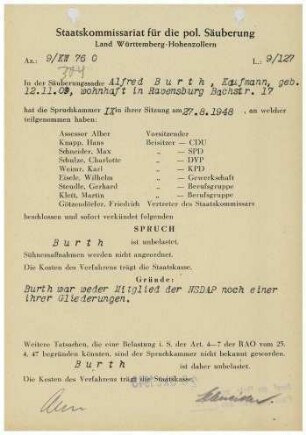 Staatskommissariat für die pol. Säuberung
Land Württemberg-Hohenzollern
Az.: 9/KW 76 0 L.: 9/127
344
In der Säuberungssache Alfred Burth, Kaufmann, geb.
12.11.09, wohnhaft in Ravensburg Bachstr. 17
hat die Spruchkammer II in ihrer Sitzung am 27.8.1948, an welcher
teilgenommen haben:
Assessor Alber Vorsitzender
Knapp, Hans Beisitzer — CDU
Schneider, Max „ — SPD
Schulze, Charlotte „ — DVP
Weimr, Karl „ — KPD
Eisele, Wilhelm „ — Gewerkschaft
Steudle, Gerhard „ — Berufsgruppe
Klett, Martin „ — Berufsgruppe
Götzendörfer, Friedrich Vertreter des Staatskommissars
beschlossen und sofort verkündet folgenden
SPRUCH
Burth ist unbelastet.
Sühnemaßnahmen werden nicht angeordnet.
Die Kosten des Verfahrens trägt die Staatskasse.
Gründe:
Burth war weder Mitglied der NSDAP noch einer
ihrer Gliederungen.
Weitere Tatsachen, die eine Belastung i. S. der Art. 4—7 der RAO vom 25.
4. 47 begründen könnten, sind der Spruchkammer nicht bekannt geworden.
Burth ist daher unbelastet.
Die Kosten des Verfahrens trägt die Staatskasse.